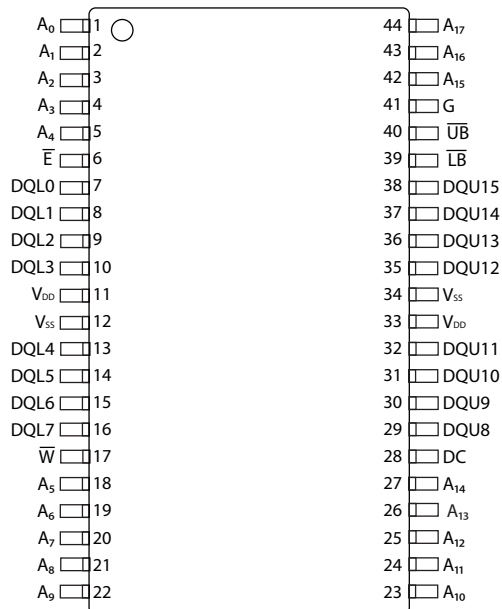 A₀ 1 44 A₁₇
A₁ 2 43 A₁₆
A₂ 3 42 A₁₅
A₃ 4 41 G
A₄ 5 40 U̅B̅
E̅ 6 39 L̅B̅
DQL0 7 38 DQU15
DQL1 8 37 DQU14
DQL2 9 36 DQU13
DQL3 10 35 DQU12
VDD 11 34 VSS
VSS 12 33 VDD
DQL4 13 32 DQU11
DQL5 14 31 DQU10
DQL6 15 30 DQU9
DQL7 16 29 DQU8
W̅ 17 28 DC
A₅ 18 27 A₁₄
A₆ 19 26 A₁₃
A₇ 20 25 A₁₂
A₈ 21 24 A₁₁
A₉ 22 23 A₁₀